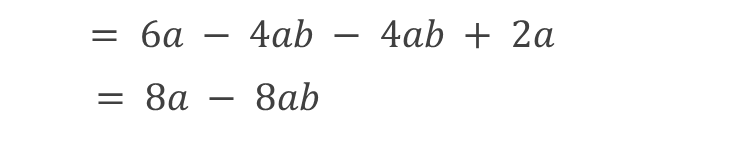 = 6a − 4ab − 4ab + 2a
= 8a − 8ab